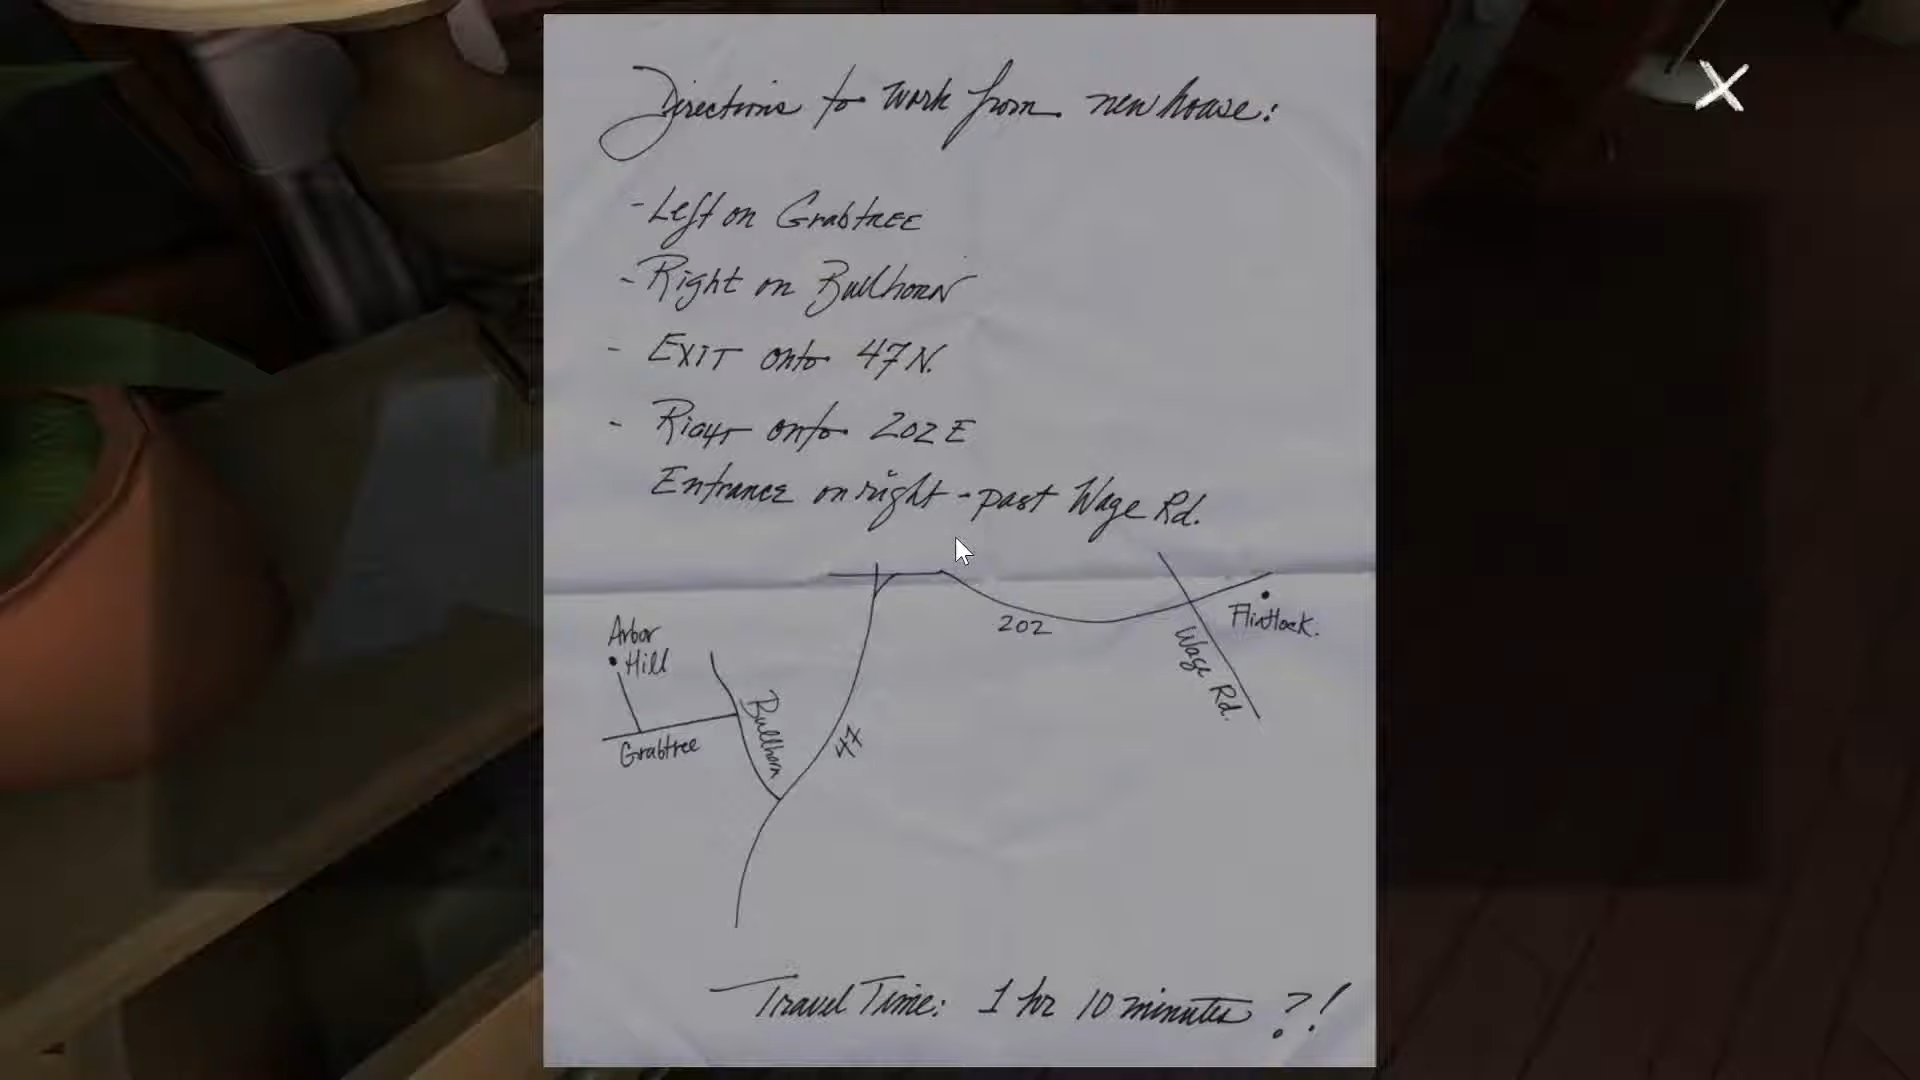 Directions to work from new house:
- Left on Grabtree
- Right on Bullhorn
- Exit onto 47 N.
- Right onto 202 E
Entrance on right - past Wage Rd.
Arbor
Hill
Grabtree
Bullhorn
47
202
Wage Rd.
Flintlock.
Travel Time: 1 hr 10 minutes ?!